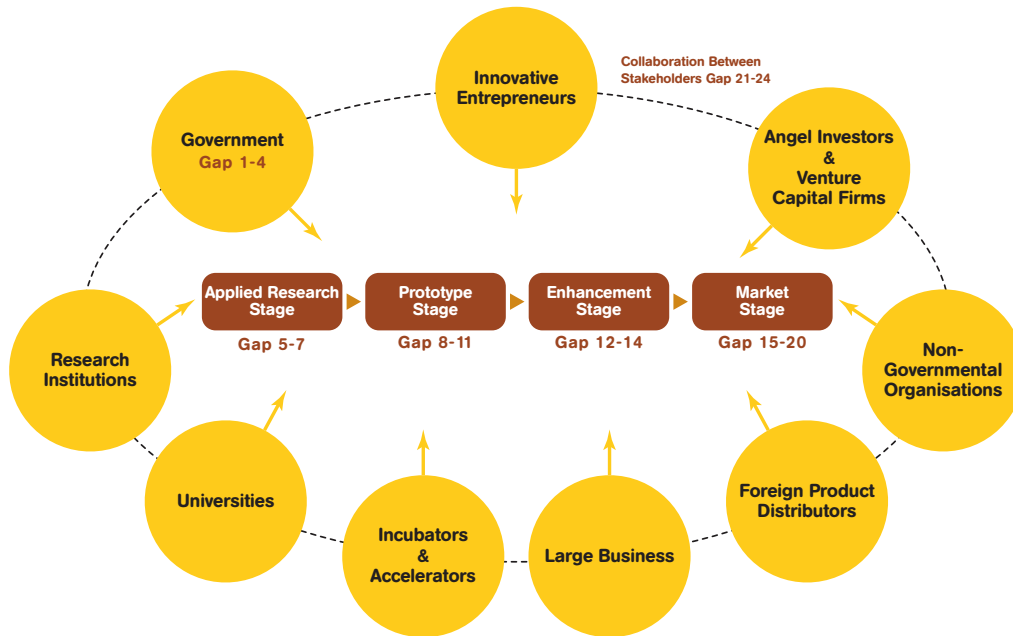 Innovative
Entrepreneurs
Collaboration Between
Stakeholders Gap 21-24
Government
Gap 1-4
Angel Investors
&
Venture
Capital Firms
Applied Research
Stage
Gap 5-7
Prototype
Stage
Gap 8-11
Enhancement
Stage
Gap 12-14
Market
Stage
Gap 15-20
Research
Institutions
Non-
Governmental
Organisations
Universities
Incubators
&
Accelerators
Large Business
Foreign Product
Distributors